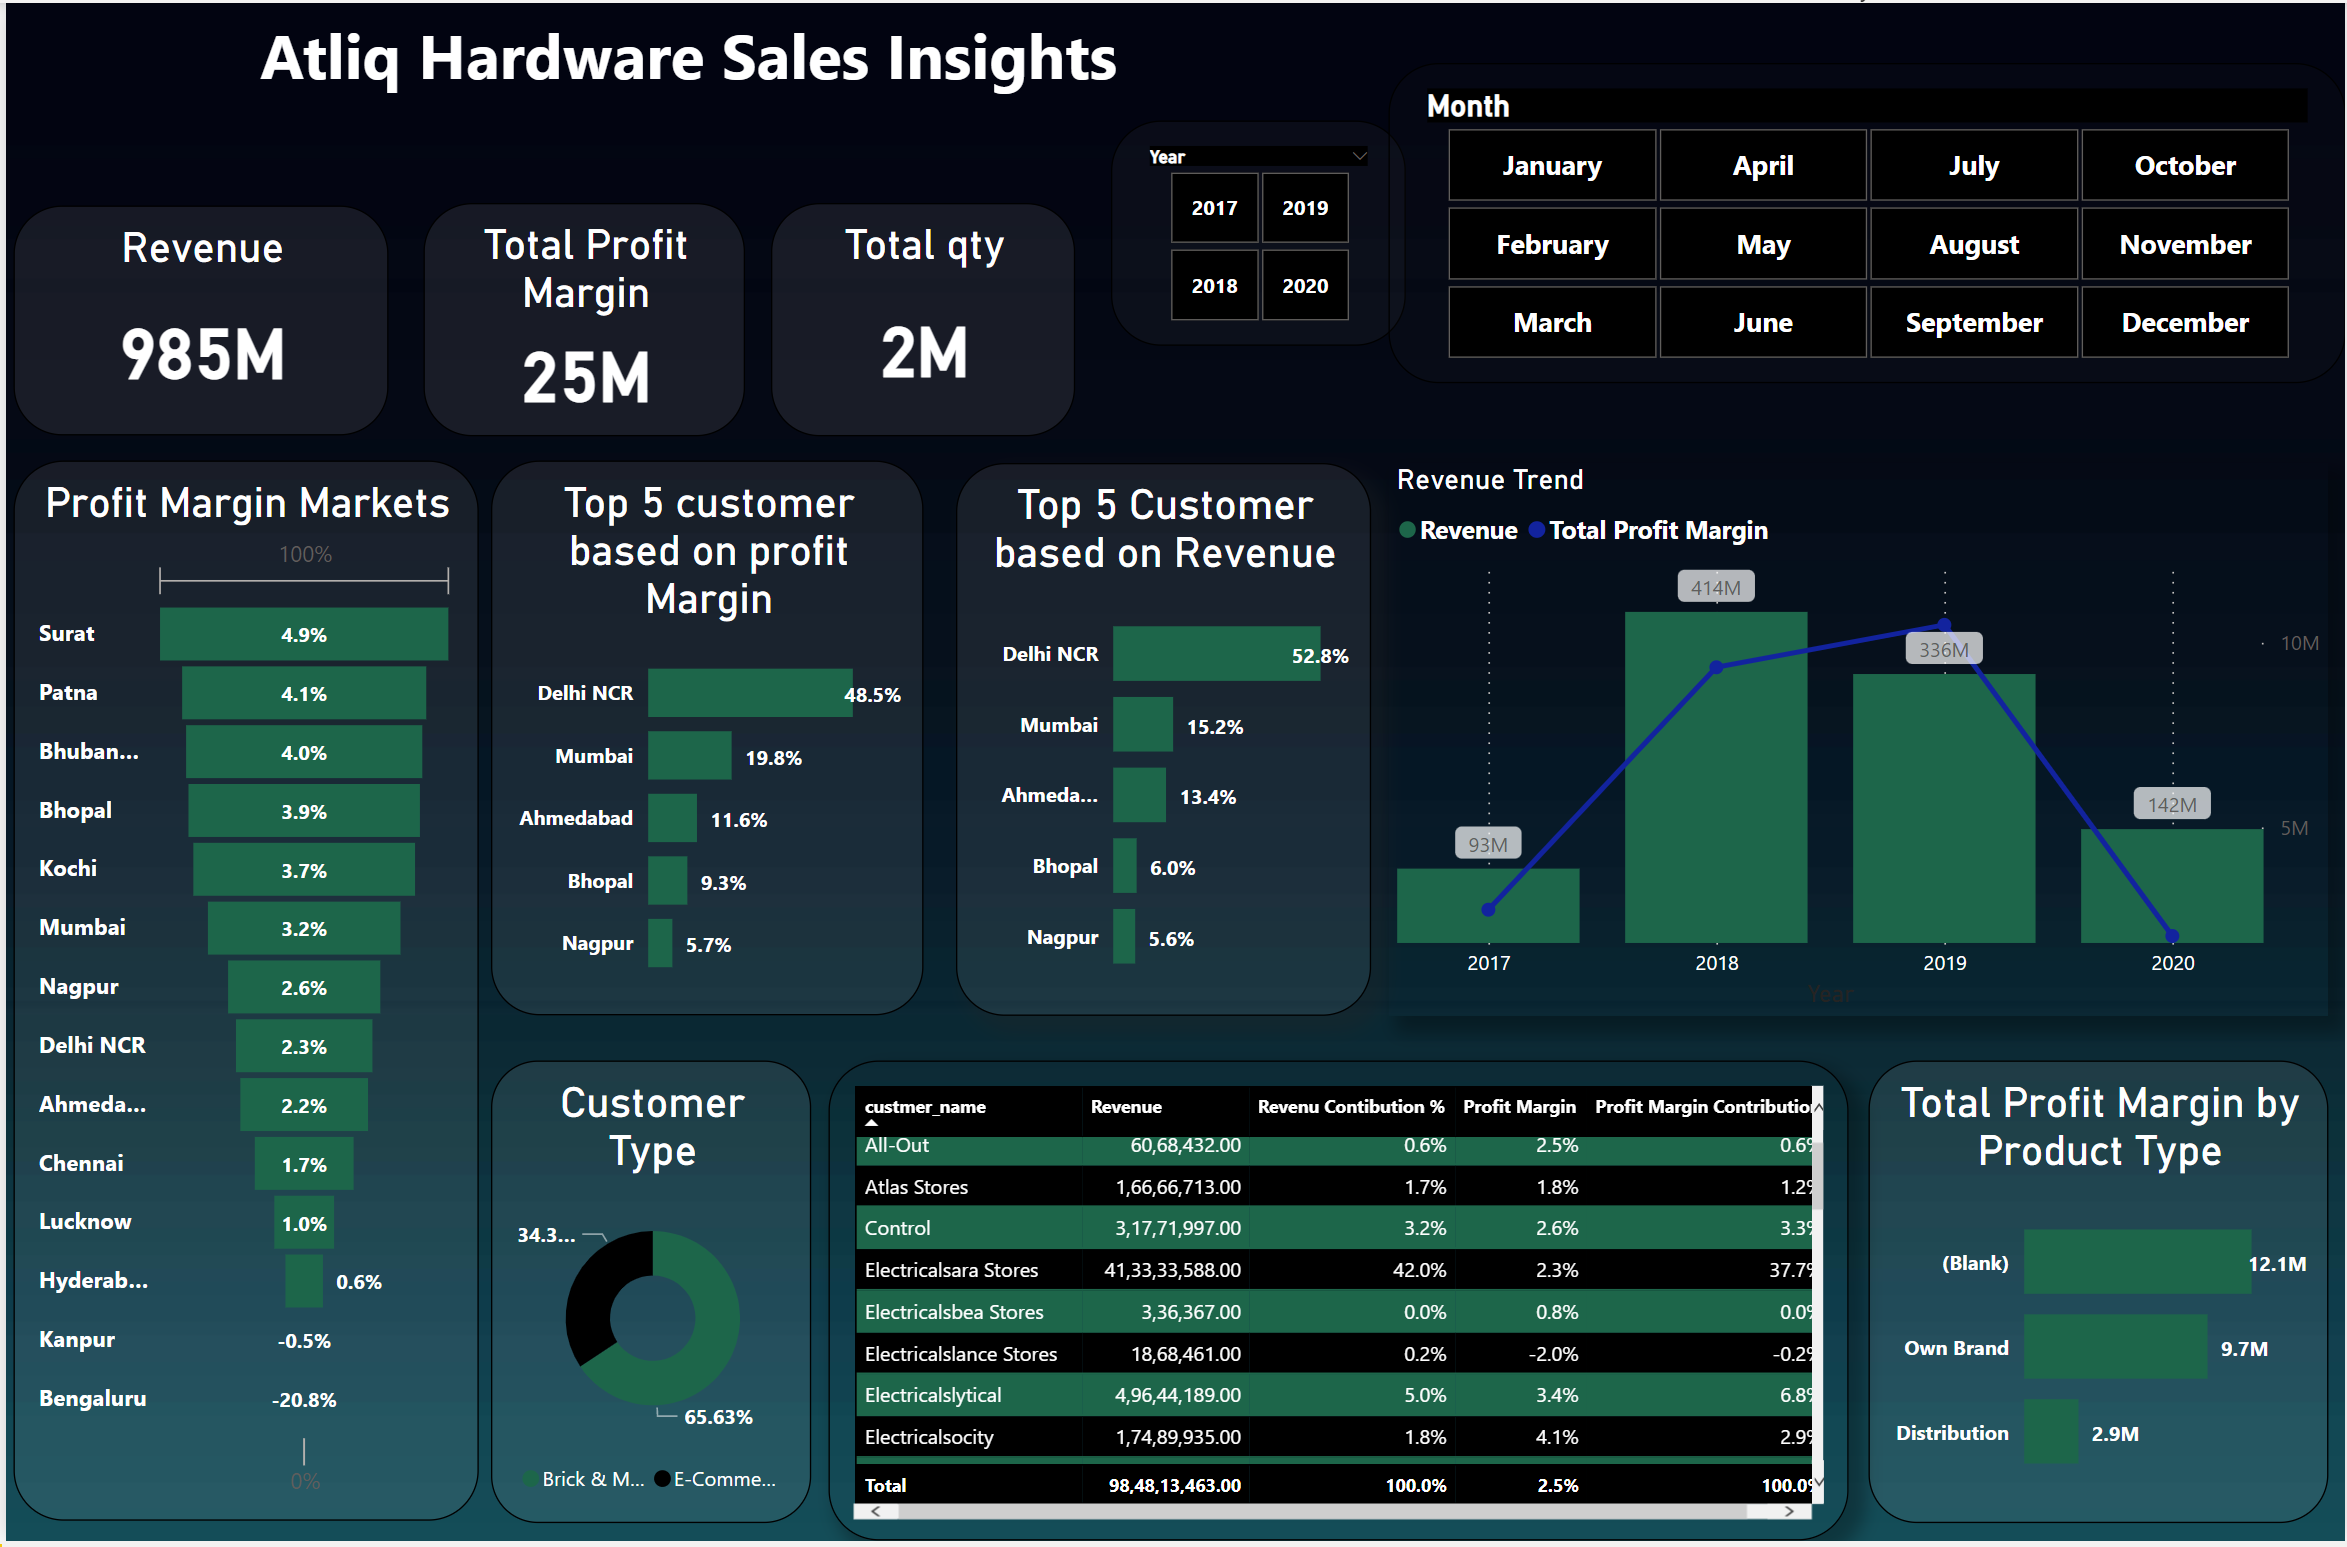 Atliq Hardware Sales Insights
Month
January
April
July
October
February
May
August
November
March
June
September
December
Year
2017
2019
2018
2020
Revenue
985M
Total Profit
Margin
25M
Total qty
2M
Profit Margin Markets
100%
Surat 4.9%
Patna 4.1%
Bhuban... 4.0%
Bhopal 3.9%
Kochi 3.7%
Mumbai 3.2%
Nagpur 2.6%
Delhi NCR 2.3%
Ahmeda... 2.2%
Chennai 1.7%
Lucknow 1.0%
Hyderab... 0.6%
Kanpur -0.5%
Bengaluru -20.8%
0%
Top 5 customer
based on profit
Margin
Delhi NCR 48.5%
Mumbai 19.8%
Ahmedabad 11.6%
Bhopal 9.3%
Nagpur 5.7%
Top 5 Customer
based on Revenue
Delhi NCR 52.8%
Mumbai 15.2%
Ahmeda... 13.4%
Bhopal 6.0%
Nagpur 5.6%
Revenue Trend
Revenue Total Profit Margin
414M
336M
10M
142M
5M
93M
2017 2018 2019 2020
Year
Customer
Type
34.3...
65.63%
Brick & M... E-Comme...
custmer_name Revenue Revenu Contibution % Profit Margin Profit Margin Contribution
All-Out 60,68,432.00 0.6% 2.5% 0.6%
Atlas Stores 1,66,66,713.00 1.7% 1.8% 1.2%
Control 3,17,71,997.00 3.2% 2.6% 3.3%
Electricalsara Stores 41,33,33,588.00 42.0% 2.3% 37.7%
Electricalsbea Stores 3,36,367.00 0.0% 0.8% 0.0%
Electricalslance Stores 18,68,461.00 0.2% -2.0% -0.2%
Electricalslytical 4,96,44,189.00 5.0% 3.4% 6.8%
Electricalsocity 1,74,89,935.00 1.8% 4.1% 2.9%
Total 98,48,13,463.00 100.0% 2.5% 100.0%
Total Profit Margin by
Product Type
(Blank) 12.1M
Own Brand 9.7M
Distribution 2.9M